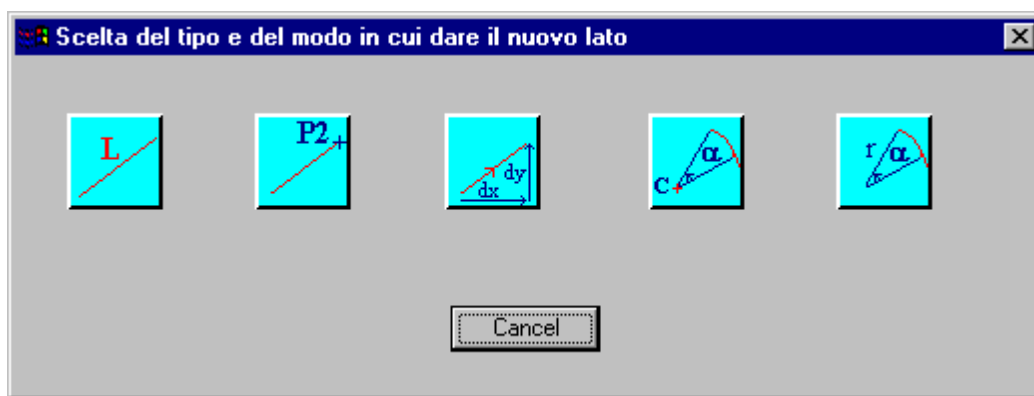 Scelta del tipo e del modo in cui dare il nuovo lato
L
P2
dx dy
C α
r α
Cancel